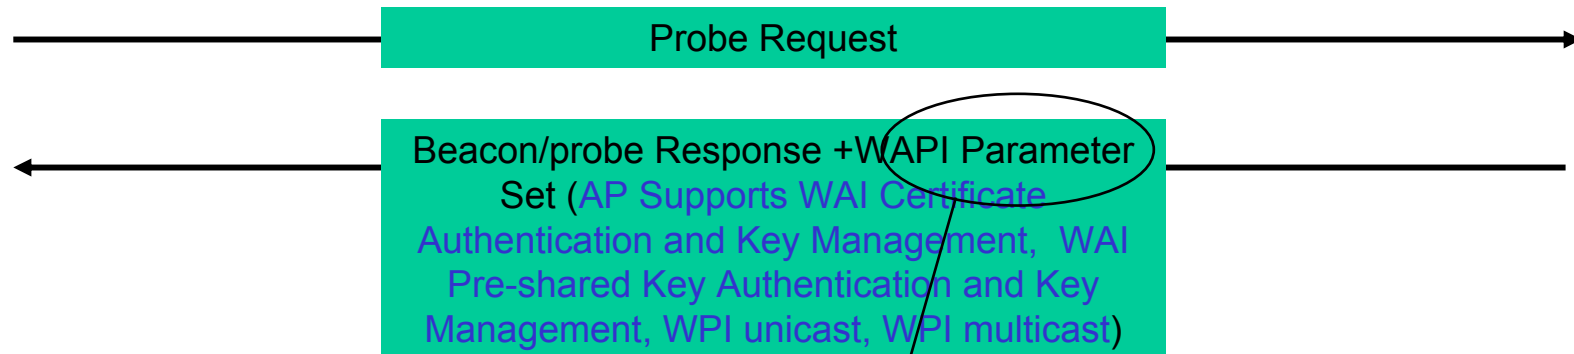 Probe Request
Beacon/probe Response +WAPI Parameter
Set (AP Supports WAI Certificate
Authentication and Key Management, WAI
Pre-shared Key Authentication and Key
Management, WPI unicast, WPI multicast)